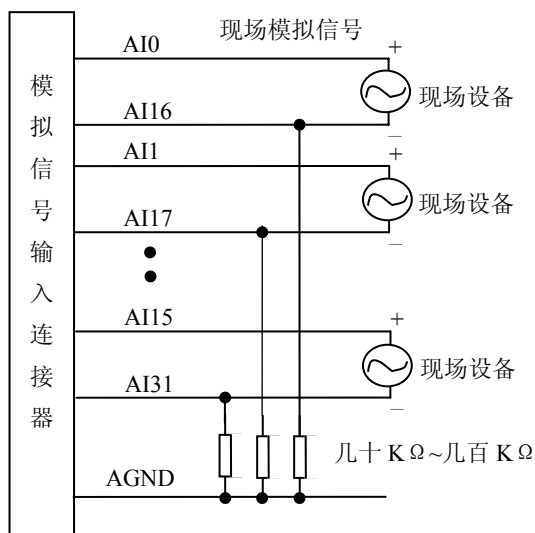 模拟信号输入连接器
AI0
现场模拟信号
+
现场设备
AI16
−
AI1
+
现场设备
AI17
−
AI15
+
现场设备
AI31
−
几十 KΩ~几百 KΩ
AGND